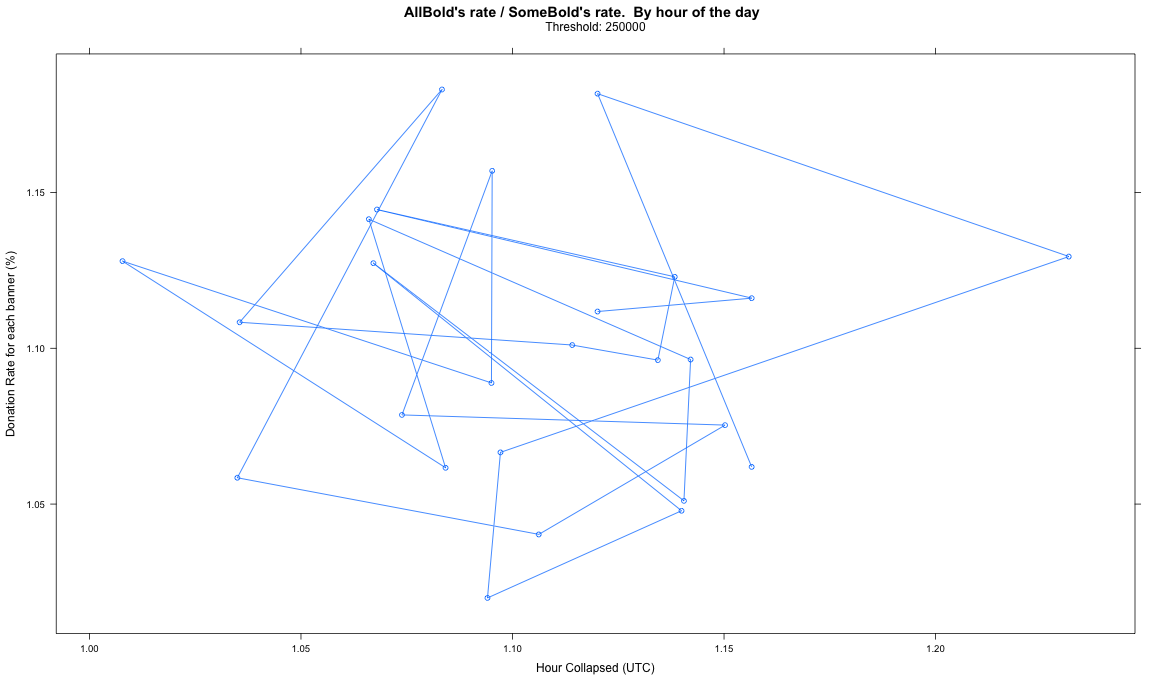 AllBold's rate / SomeBold's rate.  By hour of the day
Threshold: 250000
Donation Rate for each banner (%)
1.15
1.10
1.05
1.00 1.05 1.10 1.15 1.20
Hour Collapsed (UTC)